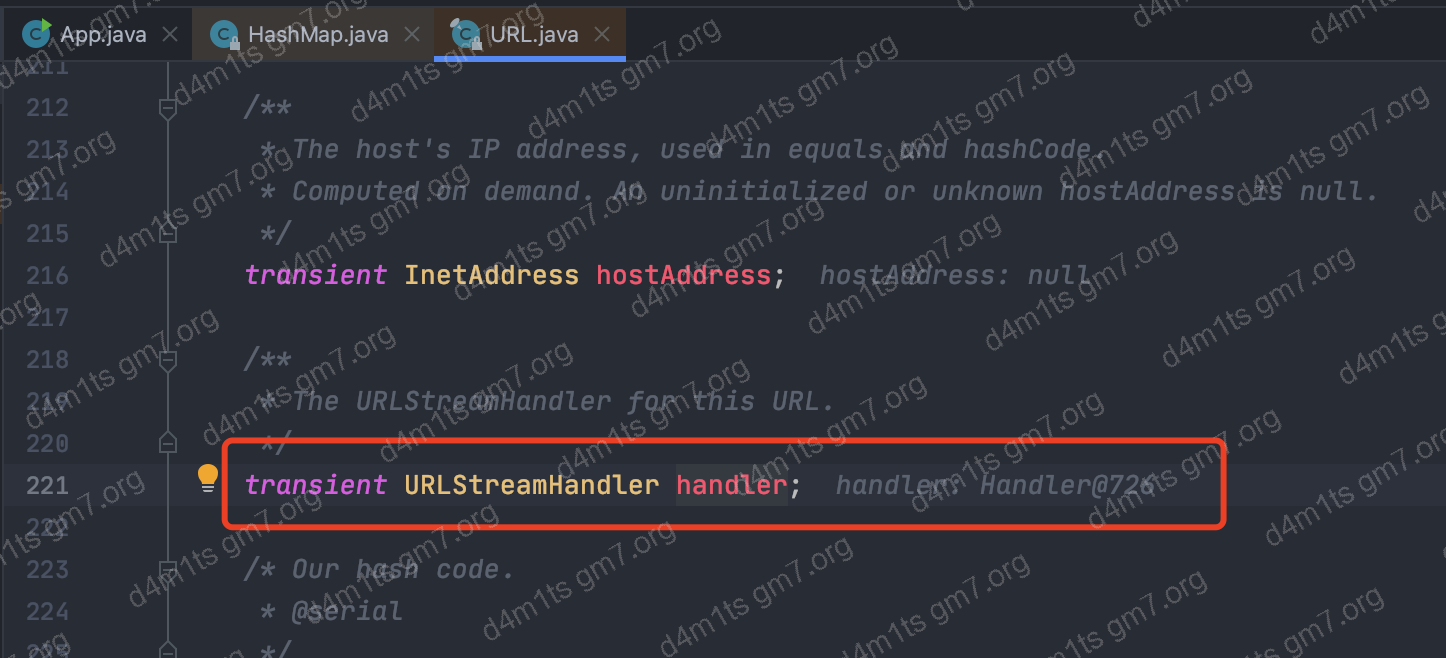 App.java HashMap.java URL.java
211
212 /**
213 * The host's IP address, used in equals and hashCode.
214 * Computed on demand. An uninitialized or unknown hostAddress is null.
215 */
216 transient InetAddress hostAddress; hostAddress: null
217
218 /**
219 * The URLStreamHandler for this URL.
220 */
221 transient URLStreamHandler handler; handler: Handler@726
222
223 /* Our hash code.
224 * @serial
225 */
d4m1ts gm7.org